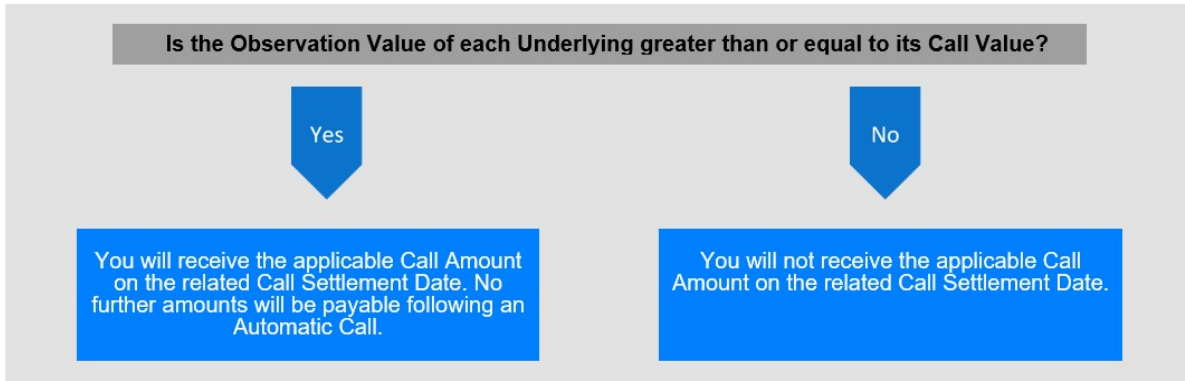 Is the Observation Value of each Underlying greater than or equal to its Call Value?
Yes
No
You will receive the applicable Call Amount
on the related Call Settlement Date. No
further amounts will be payable following an
Automatic Call.
You will not receive the applicable Call
Amount on the related Call Settlement Date.